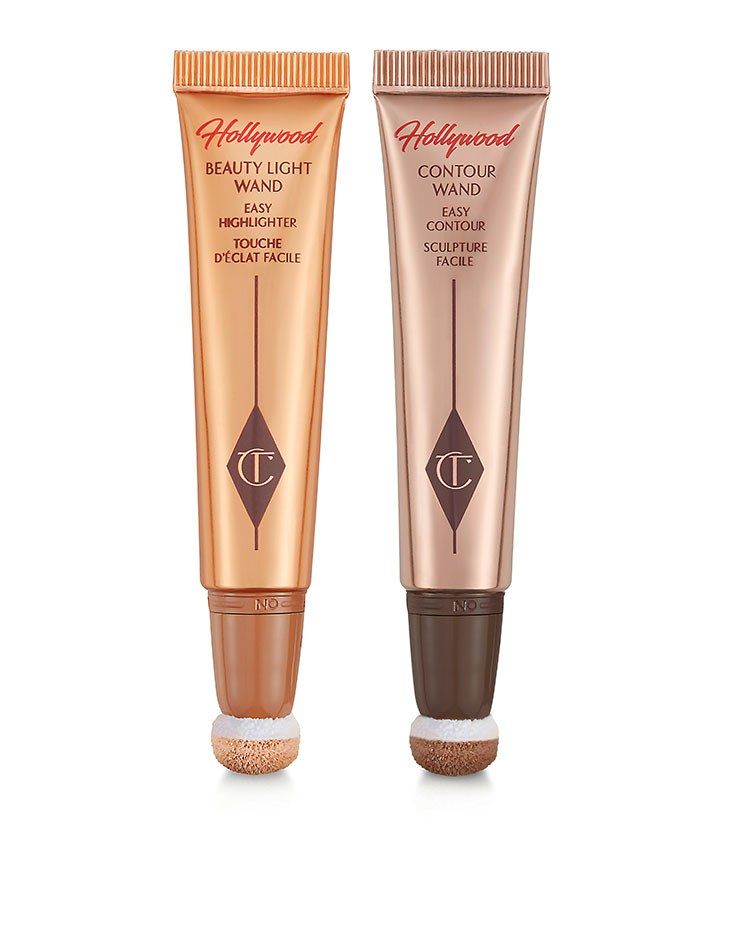 Hollywood
BEAUTY LIGHT
WAND
EASY
HIGHLIGHTER
TOUCHE
D'ÉCLAT FACILE
CT
NO
Hollywood
CONTOUR
WAND
EASY
CONTOUR
SCULPTURE
FACILE
CT
NO